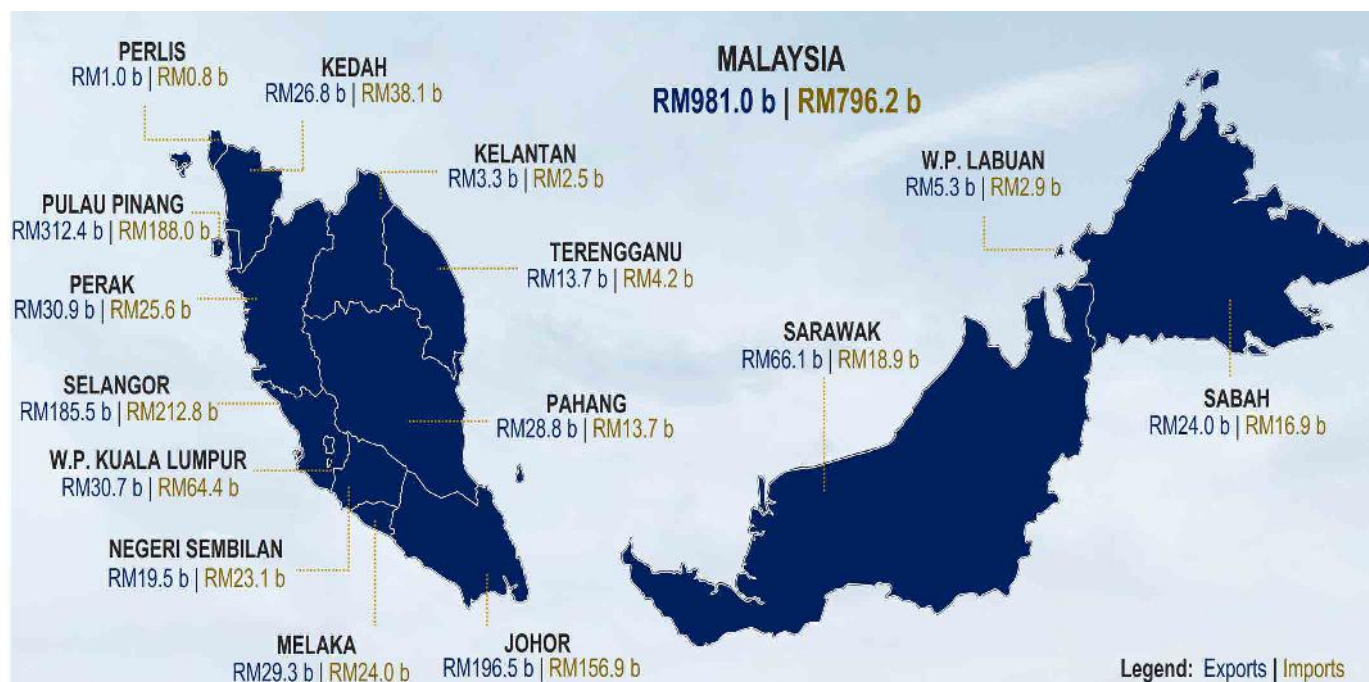 MALAYSIA
RM981.0 b | RM796.2 b
PERLIS
RM1.0 b | RM0.8 b
KEDAH
RM26.8 b | RM38.1 b
KELANTAN
RM3.3 b | RM2.5 b
W.P. LABUAN
RM5.3 b | RM2.9 b
PULAU PINANG
RM312.4 b | RM188.0 b
TERENGGANU
RM13.7 b | RM4.2 b
PERAK
RM30.9 b | RM25.6 b
SARAWAK
RM66.1 b | RM18.9 b
SELANGOR
RM185.5 b | RM212.8 b
PAHANG
RM28.8 b | RM13.7 b
SABAH
RM24.0 b | RM16.9 b
W.P. KUALA LUMPUR
RM30.7 b | RM64.4 b
NEGERI SEMBILAN
RM19.5 b | RM23.1 b
MELAKA
RM29.3 b | RM24.0 b
JOHOR
RM196.5 b | RM156.9 b
Legend: Exports | Imports